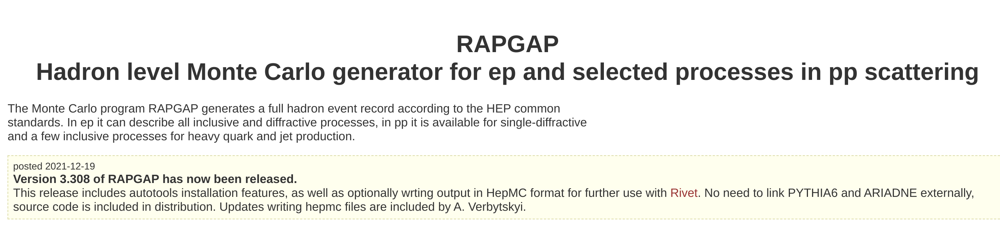 RAPGAP
Hadron level Monte Carlo generator for ep and selected processes in pp scattering
The Monte Carlo program RAPGAP generates a full hadron event record according to the HEP common
standards. In ep it can describe all inclusive and diffractive processes, in pp it is available for single-diffractive
and a few inclusive processes for heavy quark and jet production.
posted 2021-12-19
Version 3.308 of RAPGAP has now been released.
This release includes autotools installation features, as well as optionally wrting output in HepMC format for further use with Rivet. No need to link PYTHIA6 and ARIADNE externally,
source code is included in distribution. Updates writing hepmc files are included by A. Verbytskyi.